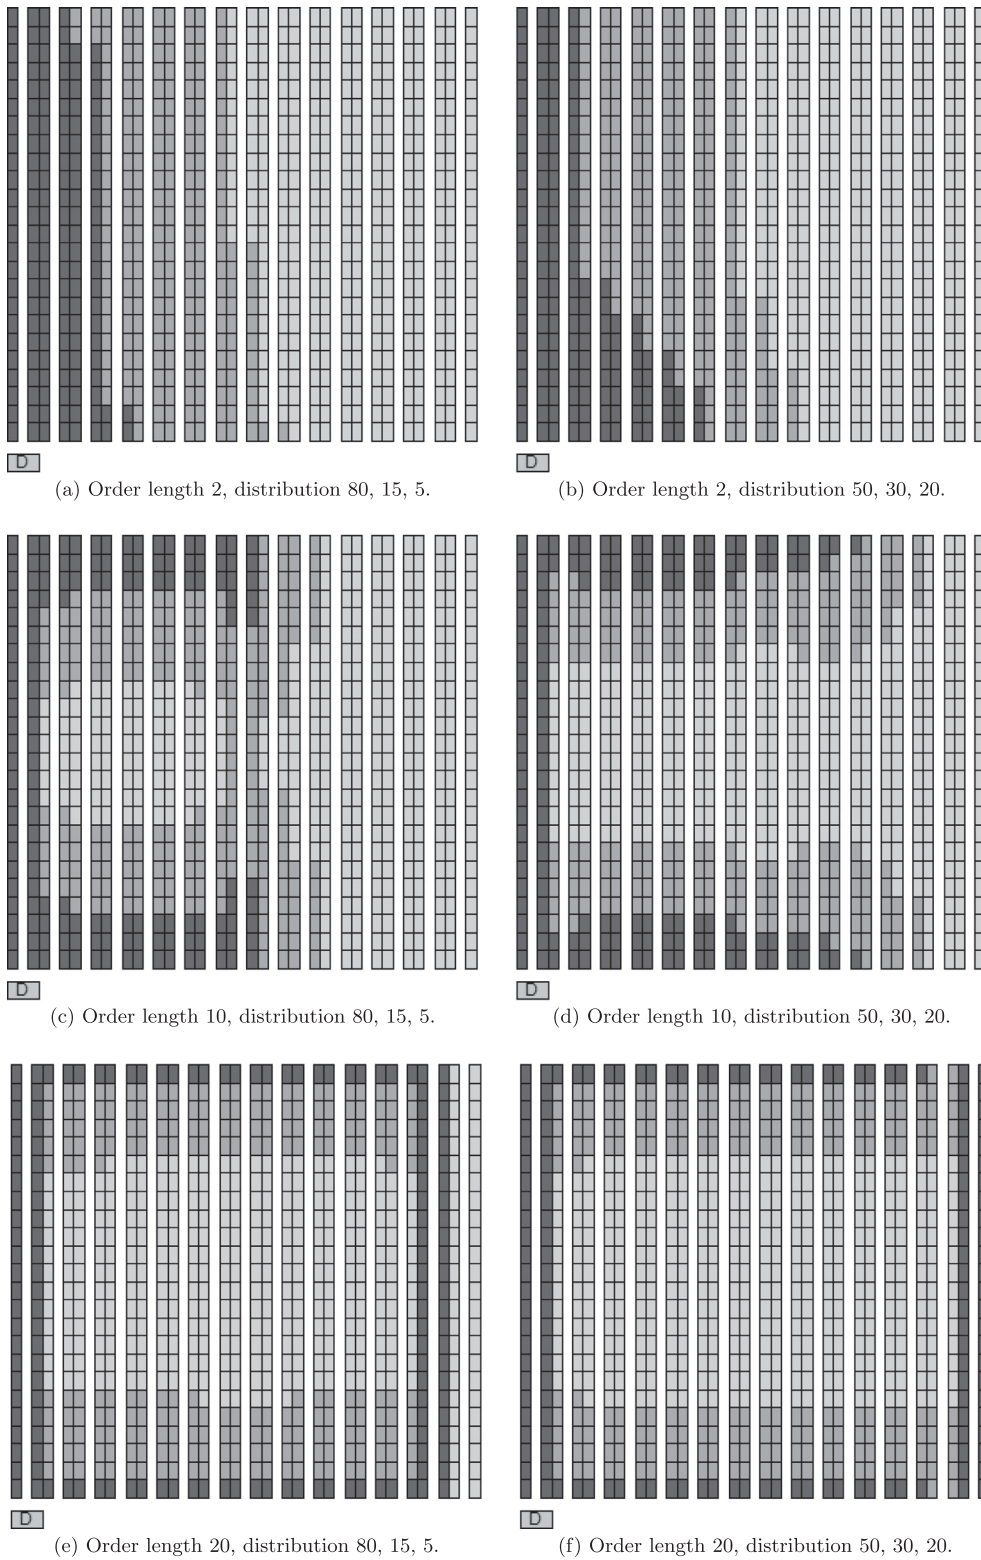 D
D
(a) Order length 2, distribution 80, 15, 5.
(b) Order length 2, distribution 50, 30, 20.
D
D
(c) Order length 10, distribution 80, 15, 5.
(d) Order length 10, distribution 50, 30, 20.
D
D
(e) Order length 20, distribution 80, 15, 5.
(f) Order length 20, distribution 50, 30, 20.